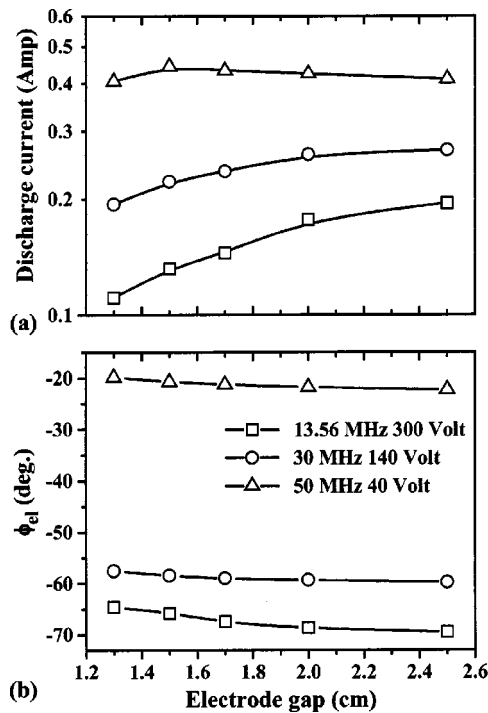 0.6
0.5
0.4
0.3
0.2
0.1
Discharge current (Amp)
(a)
-20
-30
-40
-50
-60
-70
ϕel (deg.)
13.56 MHz 300 Volt
30 MHz 140 Volt
50 MHz 40 Volt
1.2 1.4 1.6 1.8 2.0 2.2 2.4 2.6
(b)
Electrode gap (cm)